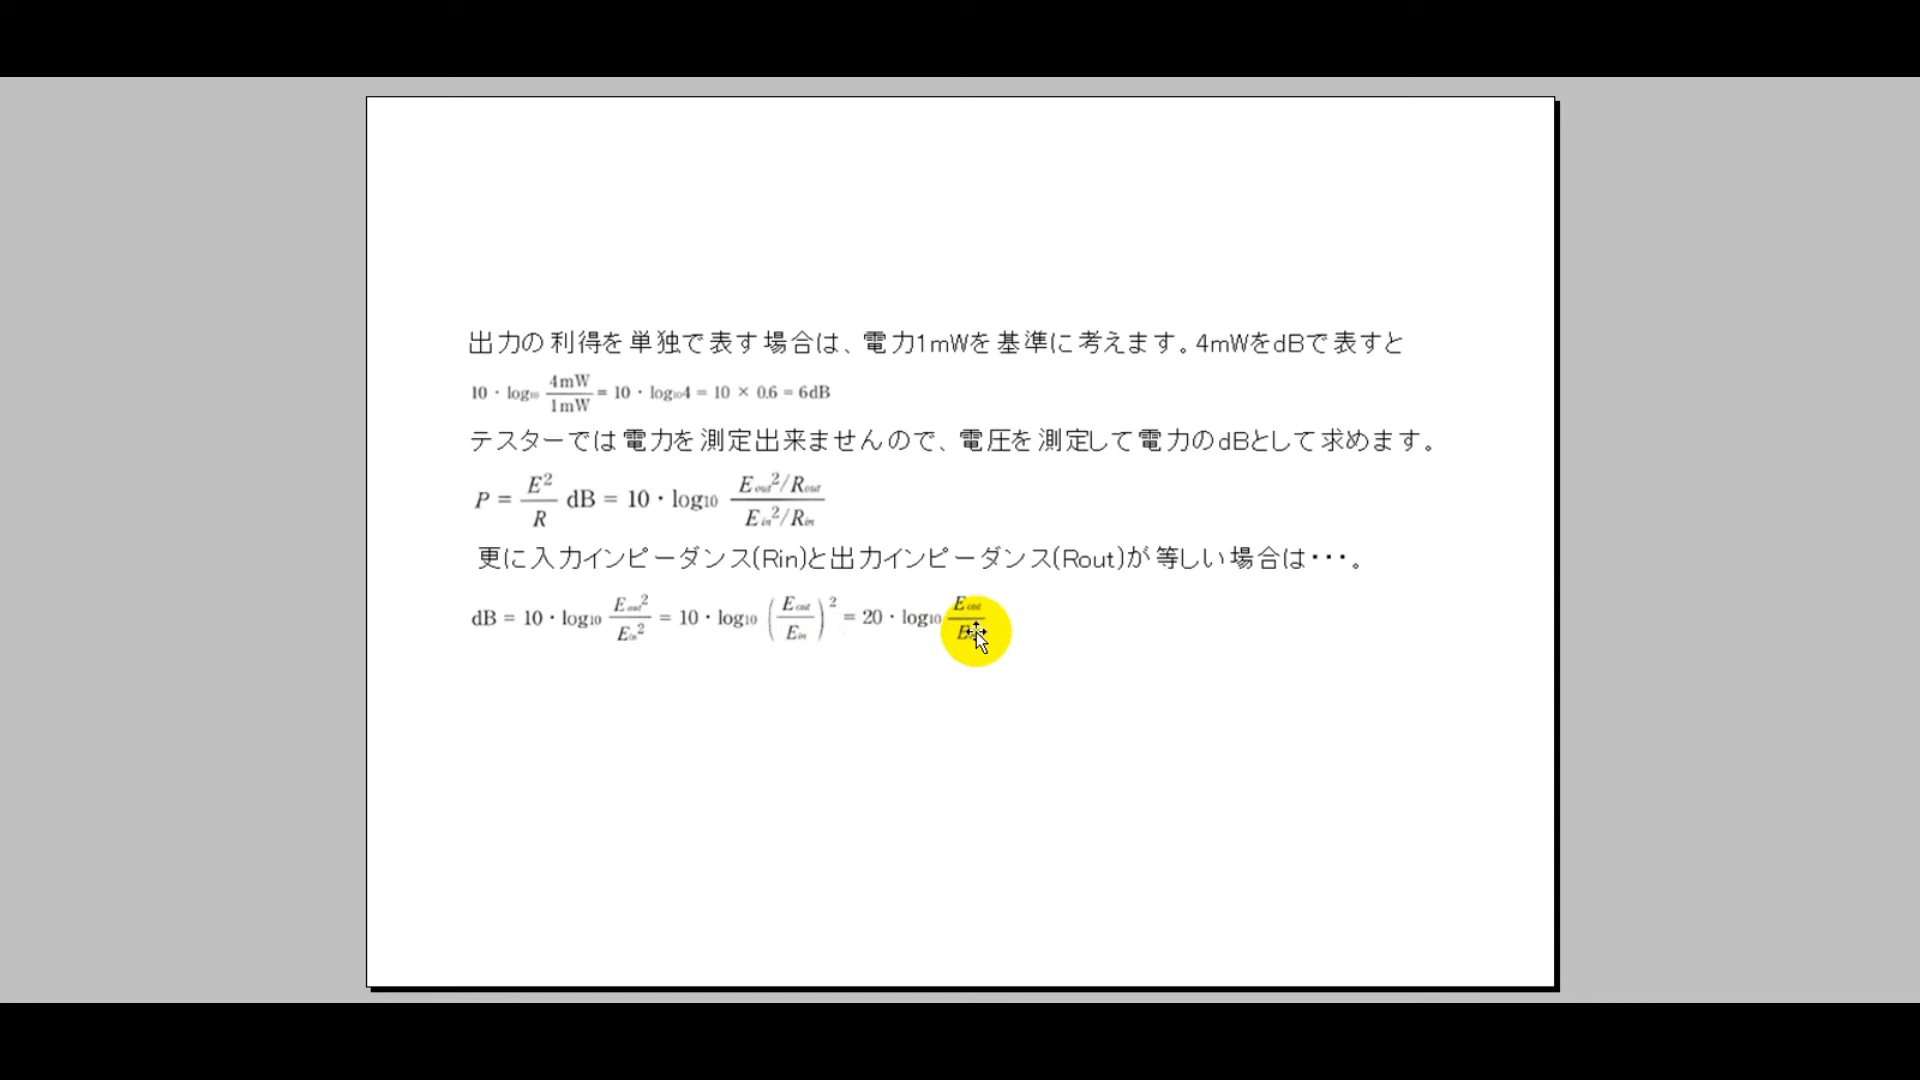 出力の利得を単独で表す場合は、電力1mWを基準に考えます。4mWをdBで表すと
10・log₁₀ 4mW/1mW = 10・log₁₀4 = 10 × 0.6 = 6dB
テスターでは電力を測定出来ませんので、電圧を測定して電力のdBとして求めます。
P = E²/R dB = 10・log₁₀ (Eout²/Rout)/(Ein²/Rin)
更に入力インピーダンス(Rin)と出力インピーダンス(Rout)が等しい場合は・・・。
dB = 10・log₁₀ Eout²/Ein² = 10・log₁₀ (Eout/Ein)² = 20・log₁₀ Eout/E